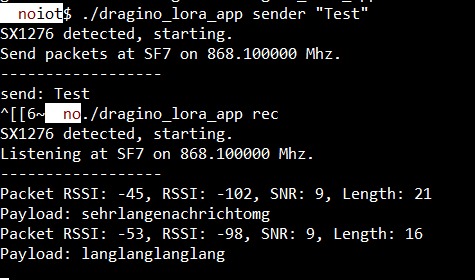 noiot$ ./dragino_lora_app sender "Test"
SX1276 detected, starting.
Send packets at SF7 on 868.100000 Mhz.
------------------
send: Test
^[[6~ no./dragino_lora_app rec
SX1276 detected, starting.
Listening at SF7 on 868.100000 Mhz.
------------------
Packet RSSI: -45, RSSI: -102, SNR: 9, Length: 21
Payload: sehrlangenachrichtomg
Packet RSSI: -53, RSSI: -98, SNR: 9, Length: 16
Payload: langlanglanglang